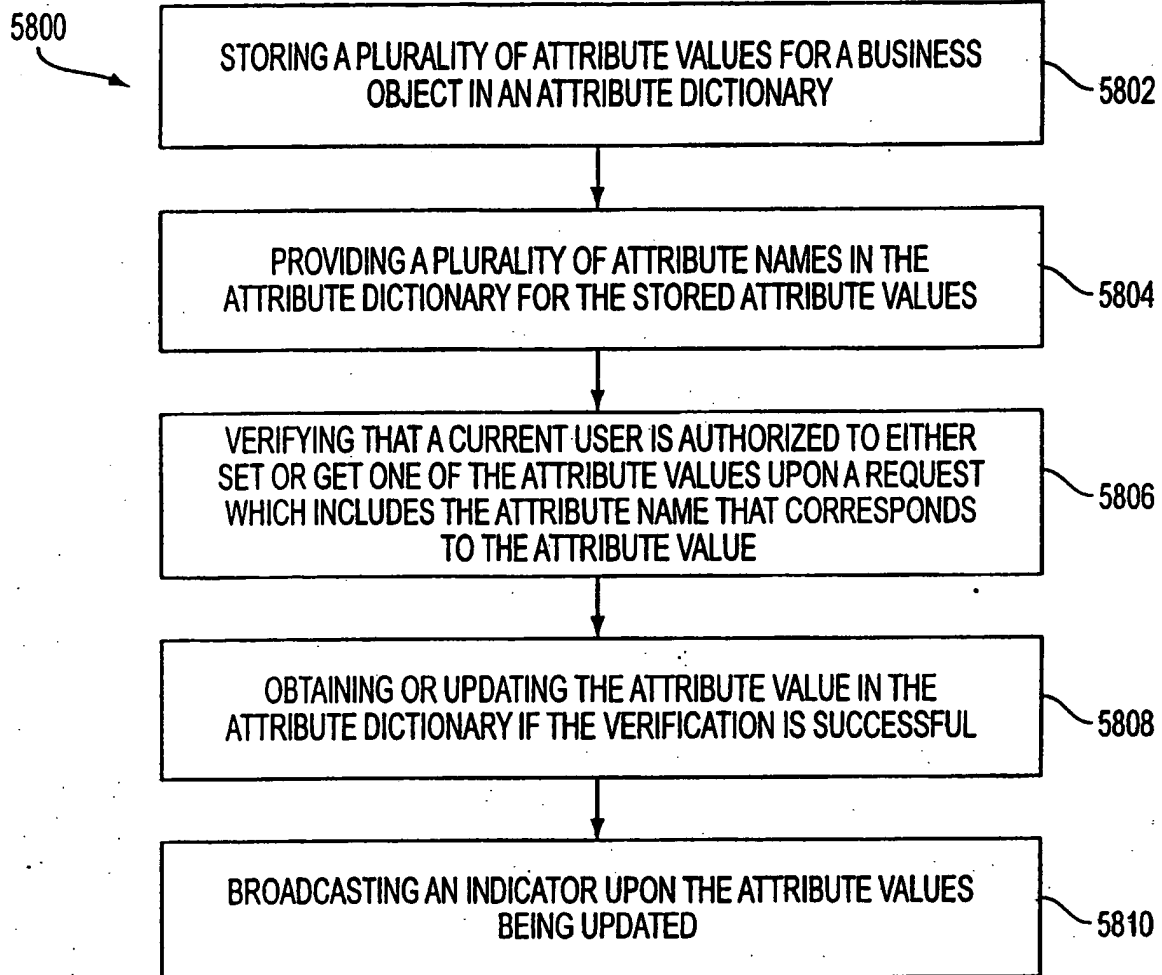 5800
STORING A PLURALITY OF ATTRIBUTE VALUES FOR A BUSINESS
OBJECT IN AN ATTRIBUTE DICTIONARY
5802
PROVIDING A PLURALITY OF ATTRIBUTE NAMES IN THE
ATTRIBUTE DICTIONARY FOR THE STORED ATTRIBUTE VALUES
5804
VERIFYING THAT A CURRENT USER IS AUTHORIZED TO EITHER
SET OR GET ONE OF THE ATTRIBUTE VALUES UPON A REQUEST
WHICH INCLUDES THE ATTRIBUTE NAME THAT CORRESPONDS
TO THE ATTRIBUTE VALUE
5806
OBTAINING OR UPDATING THE ATTRIBUTE VALUE IN THE
ATTRIBUTE DICTIONARY IF THE VERIFICATION IS SUCCESSFUL
5808
BROADCASTING AN INDICATOR UPON THE ATTRIBUTE VALUES
BEING UPDATED
5810